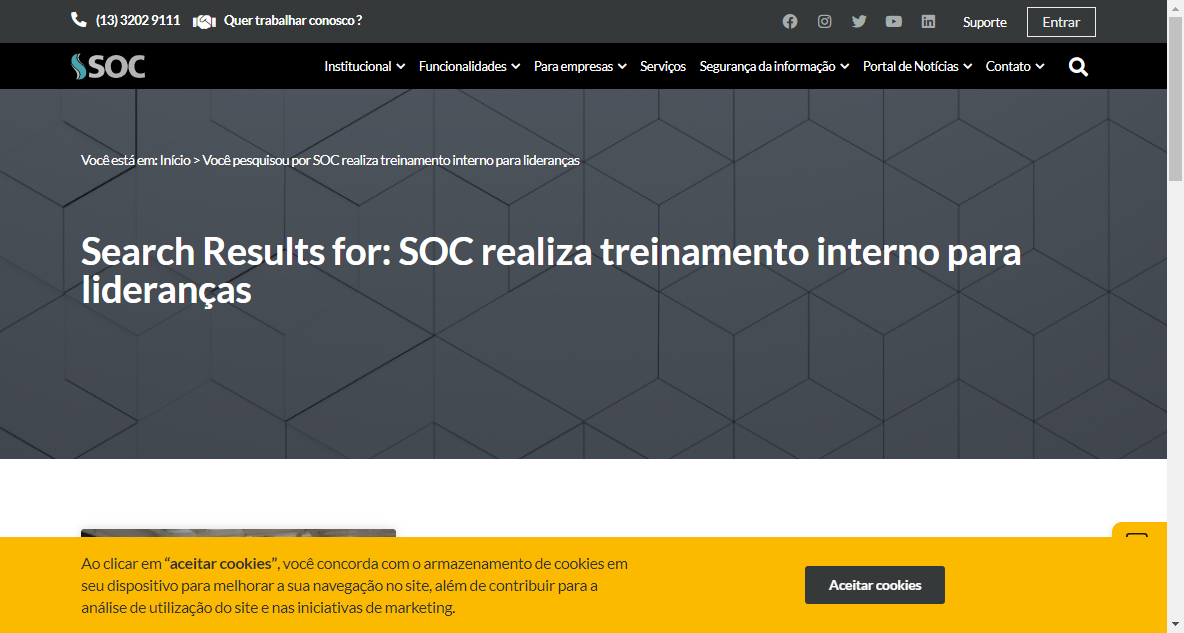 (13) 3202 9111 Quer trabalhar conosco ? Suporte Entrar
SOC Institucional Funcionalidades Para empresas Serviços Segurança da informação Portal de Notícias Contato
Você está em: Início > Você pesquisou por SOC realiza treinamento interno para lideranças
Search Results for: SOC realiza treinamento interno para
lideranças
Ao clicar em “aceitar cookies”, você concorda com o armazenamento de cookies em
seu dispositivo para melhorar a sua navegação no site, além de contribuir para a
análise de utilização do site e nas iniciativas de marketing.
Aceitar cookies